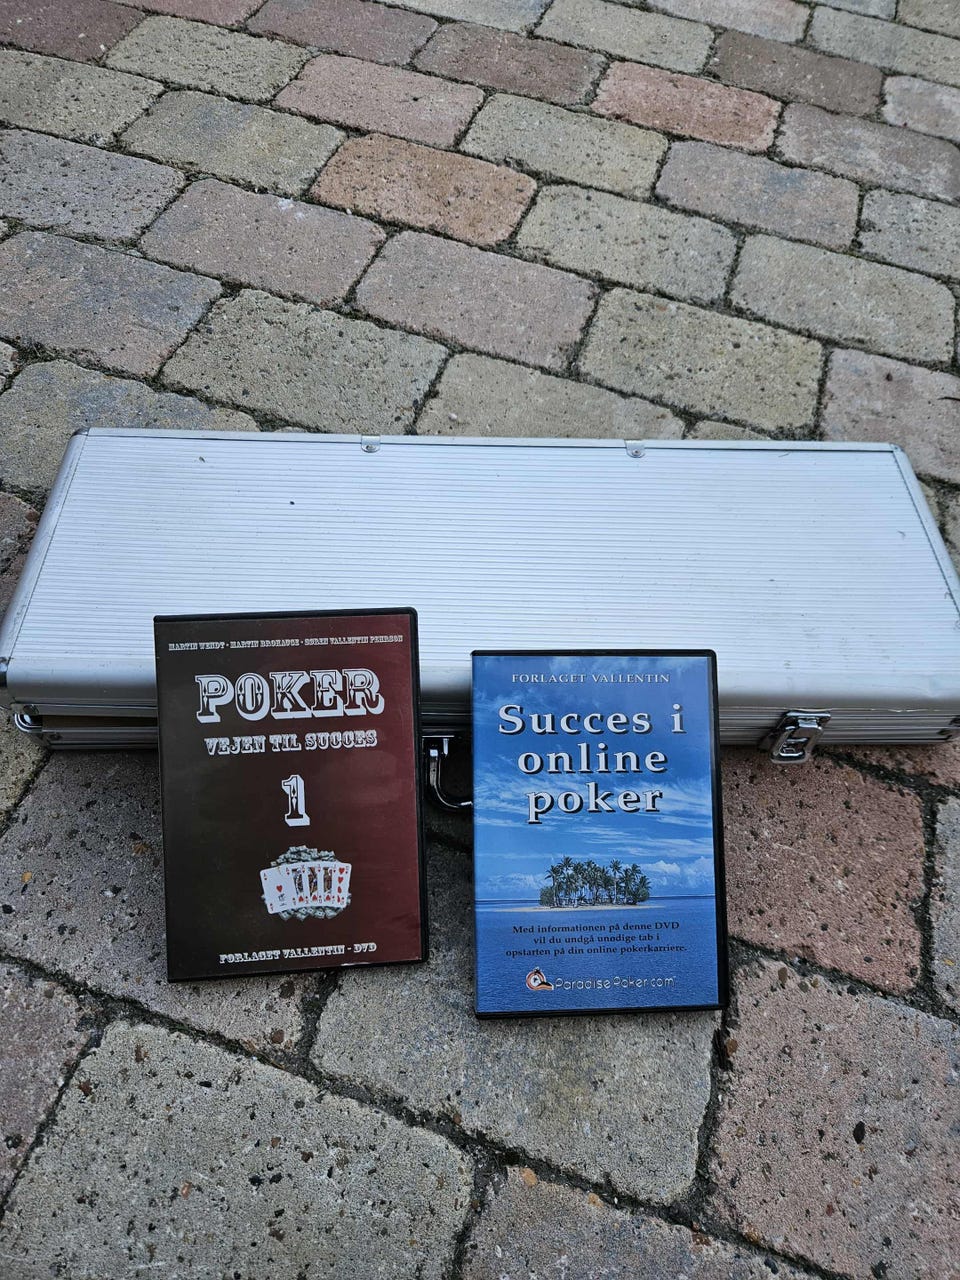 MARTIN WENDT · MARTIN BROHAUGE · SØREN VALLENTIN PEHRSON
POKER
VEJEN TIL SUCCES
1
FORLAGET VALLENTIN - DVD
FORLAGET VALLENTIN
Succes i
online
poker
Med informationen på denne DVD
vil du undgå unødige tab i
opstarten på din online pokerkarriere.
ParadisePoker.com